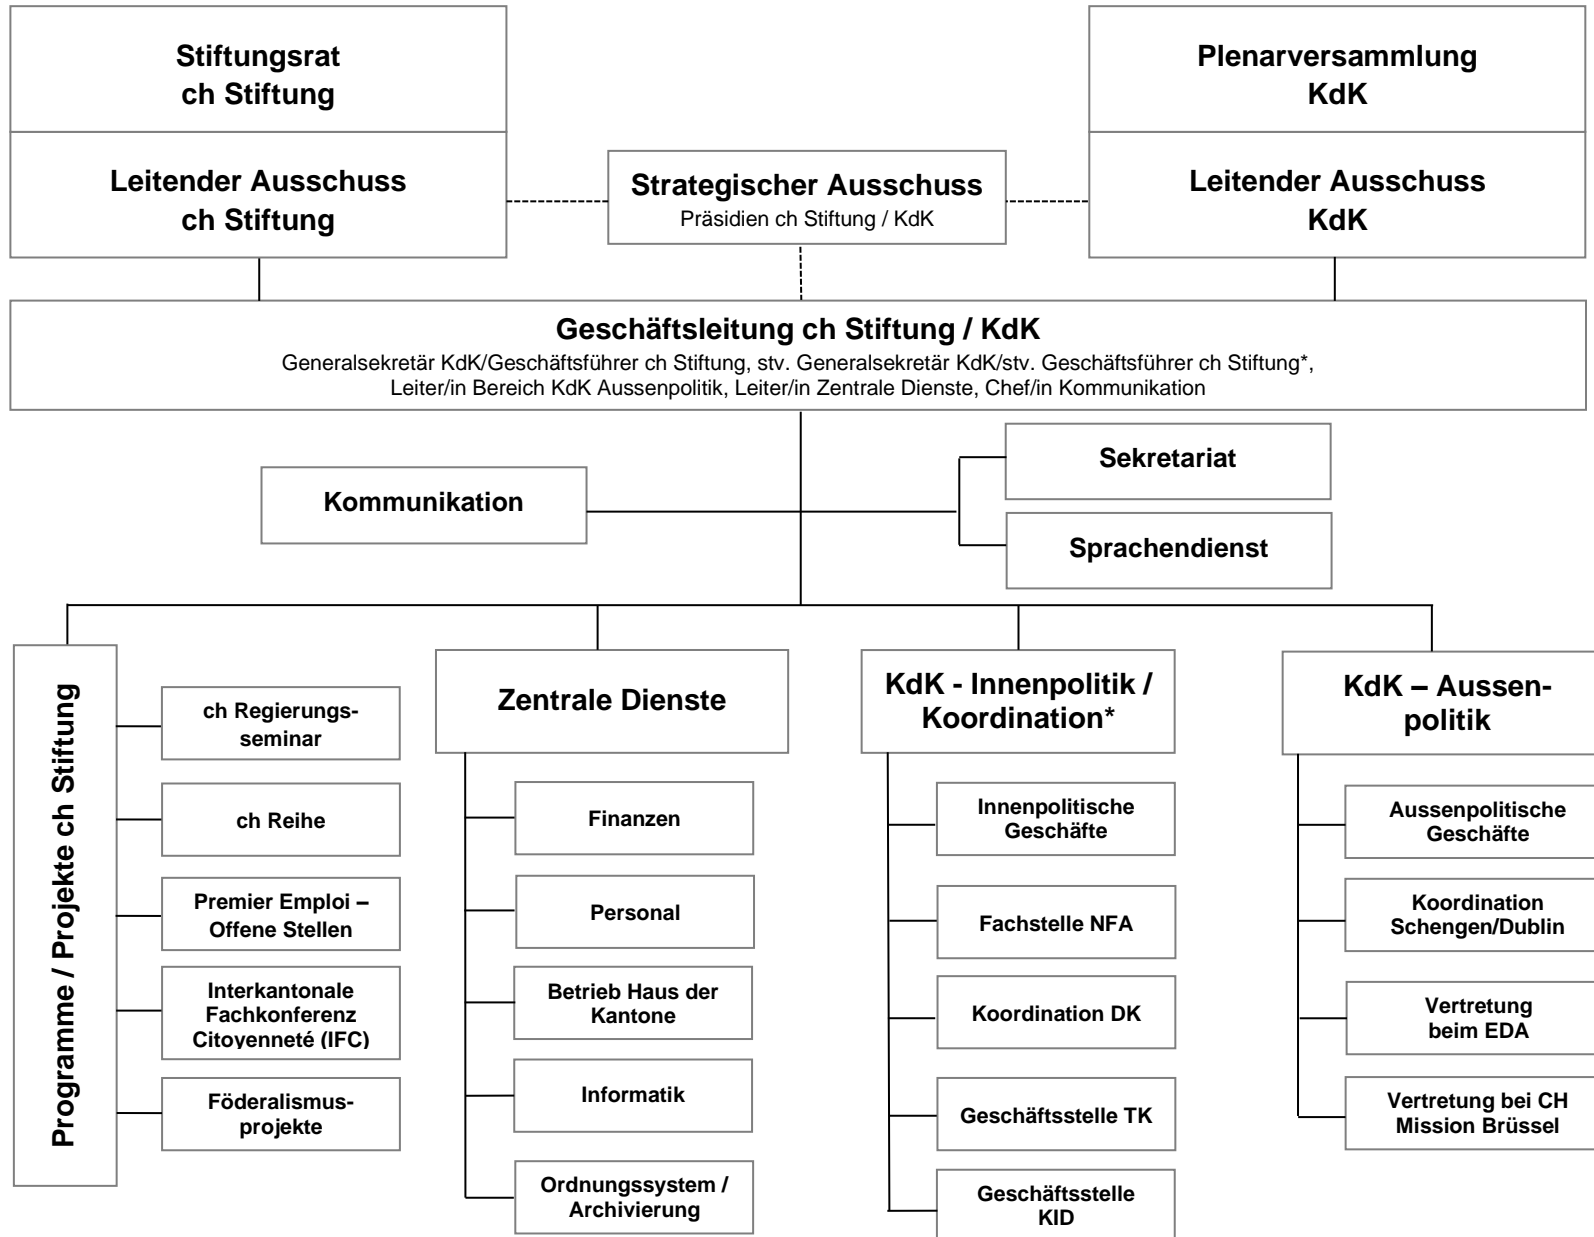 Stiftungsrat
ch Stiftung
Plenarversammlung
KdK
Leitender Ausschuss
ch Stiftung
Strategischer Ausschuss
Präsidien ch Stiftung / KdK
Leitender Ausschuss
KdK
Geschäftsleitung ch Stiftung / KdK
Generalsekretär KdK/Geschäftsführer ch Stiftung, stv. Generalsekretär KdK/stv. Geschäftsführer ch Stiftung*,
Leiter/in Bereich KdK Aussenpolitik, Leiter/in Zentrale Dienste, Chef/in Kommunikation
Kommunikation
Sekretariat
Sprachendienst
Programme / Projekte ch Stiftung
ch Regierungs-
seminar
ch Reihe
Premier Emploi –
Offene Stellen
Interkantonale
Fachkonferenz
Citoyenneté (IFC)
Föderalismus-
projekte
Zentrale Dienste
Finanzen
Personal
Betrieb Haus der
Kantone
Informatik
Ordnungssystem /
Archivierung
KdK - Innenpolitik /
Koordination*
Innenpolitische
Geschäfte
Fachstelle NFA
Koordination DK
Geschäftsstelle TK
Geschäftsstelle
KID
KdK – Aussen-
politik
Aussenpolitische
Geschäfte
Koordination
Schengen/Dublin
Vertretung
beim EDA
Vertretung bei CH
Mission Brüssel